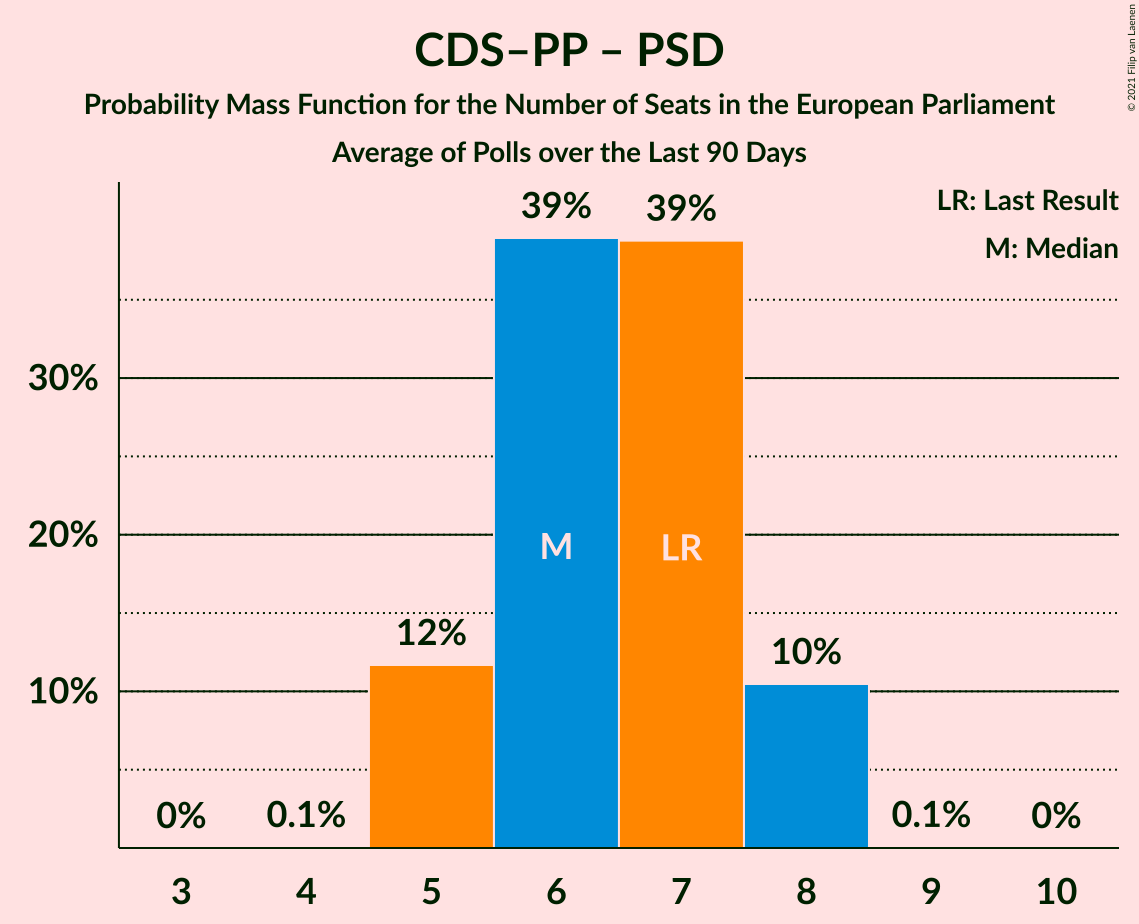 CDS–PP – PSD
Probability Mass Function for the Number of Seats in the European Parliament
Average of Polls over the Last 90 Days
© 2021 Filip van Laenen
LR: Last Result
M: Median
39%
39%
30%
20%
M
LR
12%
10%
10%
0%
0.1%
0.1%
0%
3
4
5
6
7
8
9
10